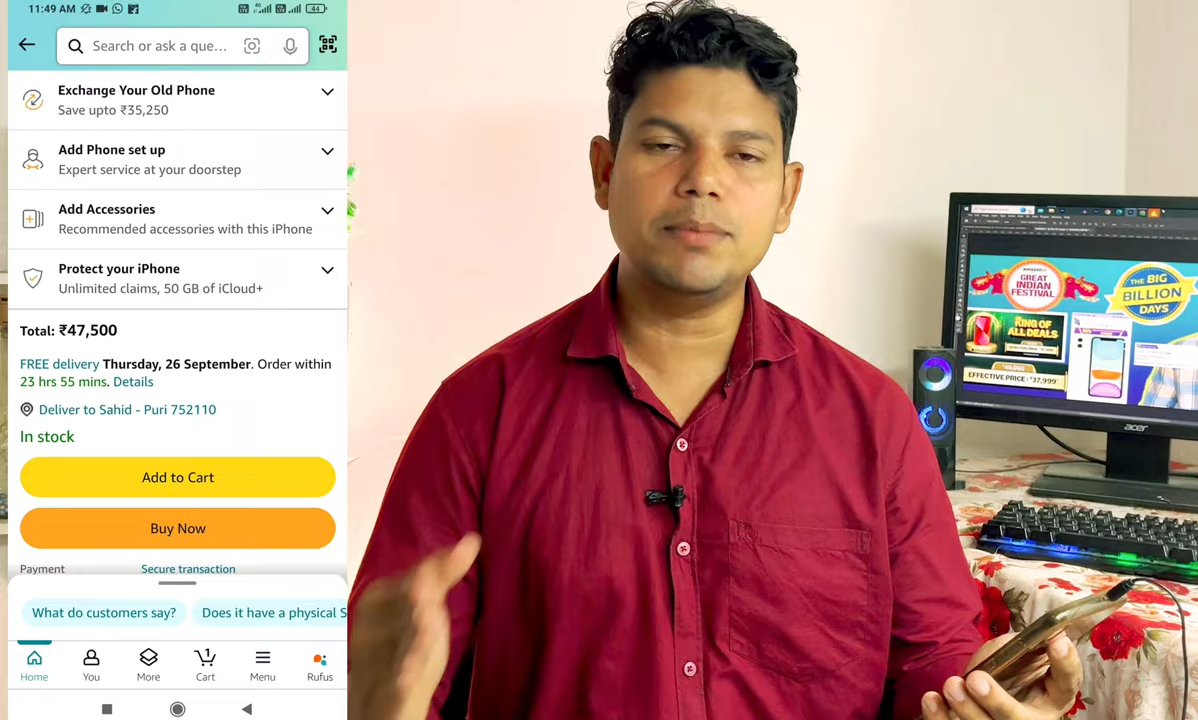 11:49 AM
44
Search or ask a que...
Exchange Your Old Phone
Save upto ₹35,250
Add Phone set up
Expert service at your doorstep
Add Accessories
Recommended accessories with this iPhone
Protect your iPhone
Unlimited claims, 50 GB of iCloud+
Total: ₹47,500
FREE delivery Thursday, 26 September. Order within
23 hrs 55 mins. Details
Deliver to Sahid - Puri 752110
In stock
Add to Cart
Buy Now
Payment
Secure transaction
What do customers say?
Does it have a physical S
1
Home
You
More
Cart
Menu
Rufus
GREAT
INDIAN
FESTIVAL
THE BIG
BILLION
DAYS
KING OF
ALL DEALS
EFFECTIVE PRICE ₹37,999
acer